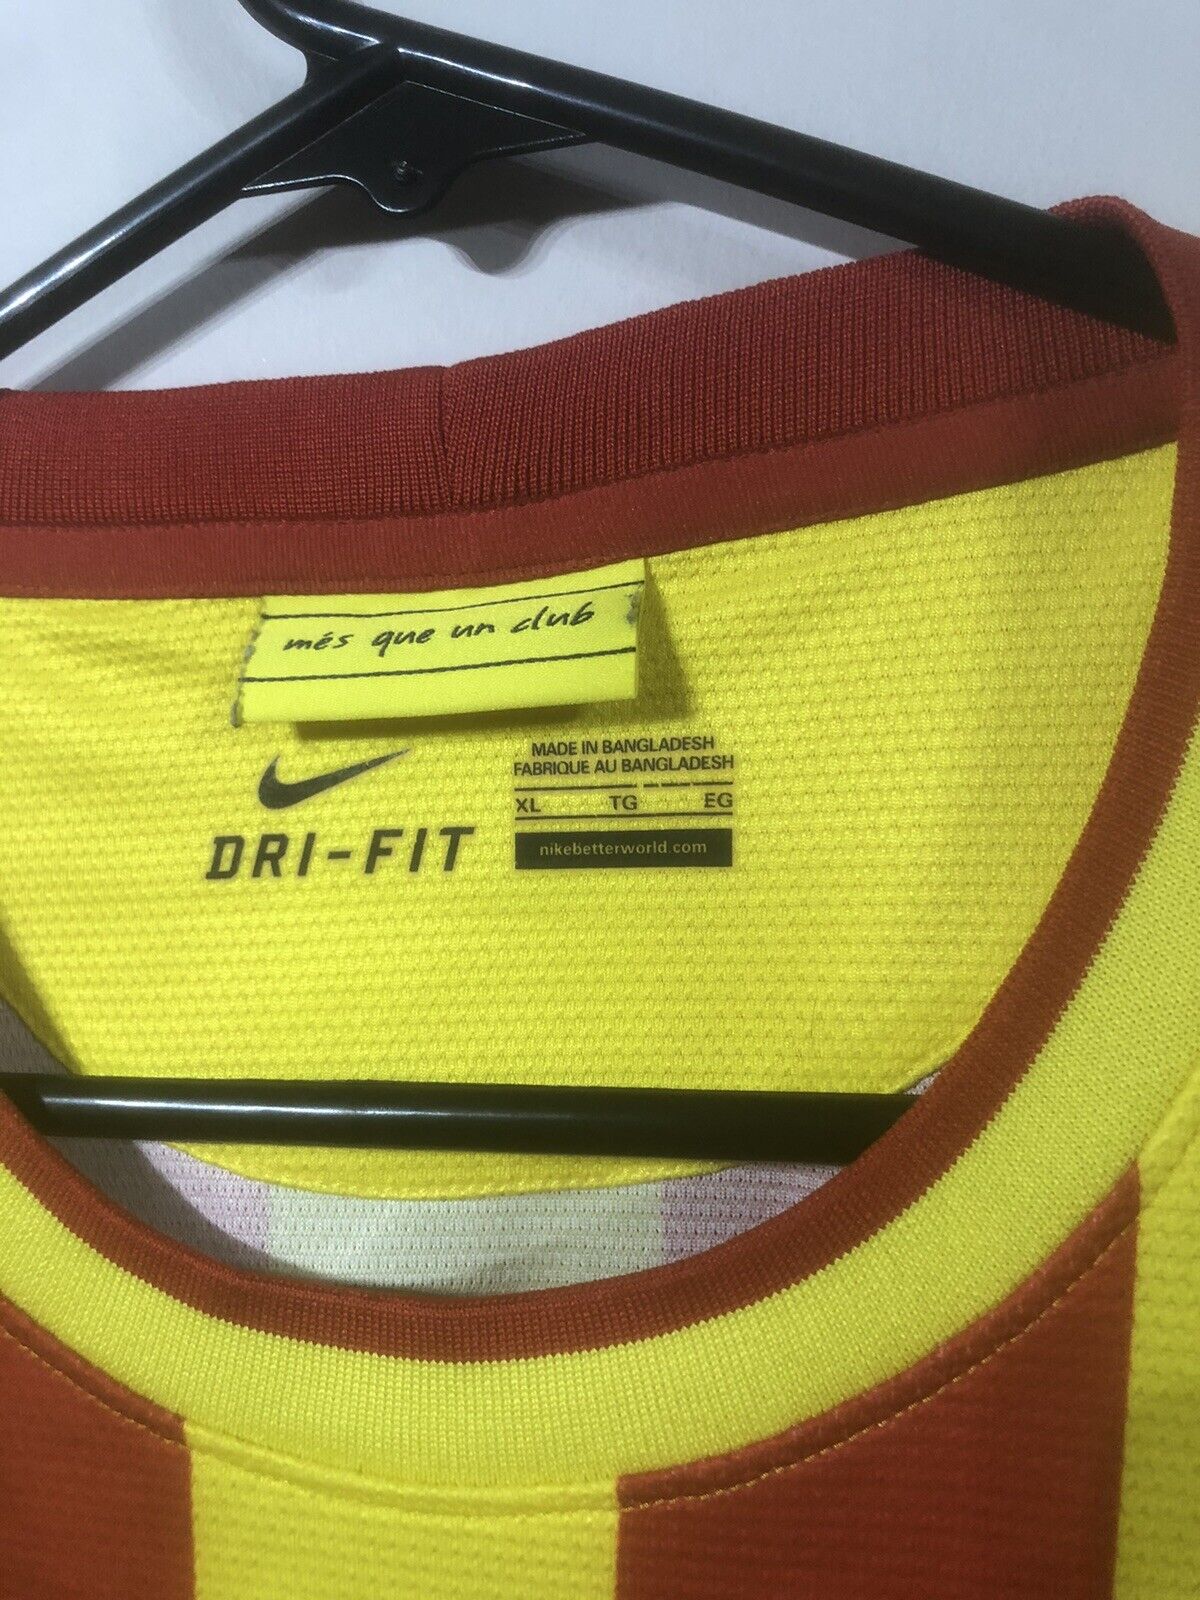 més que un club
MADE IN BANGLADESH
FABRIQUE AU BANGLADESH
XL TG EG
DRI-FIT
nikebetterworld.com